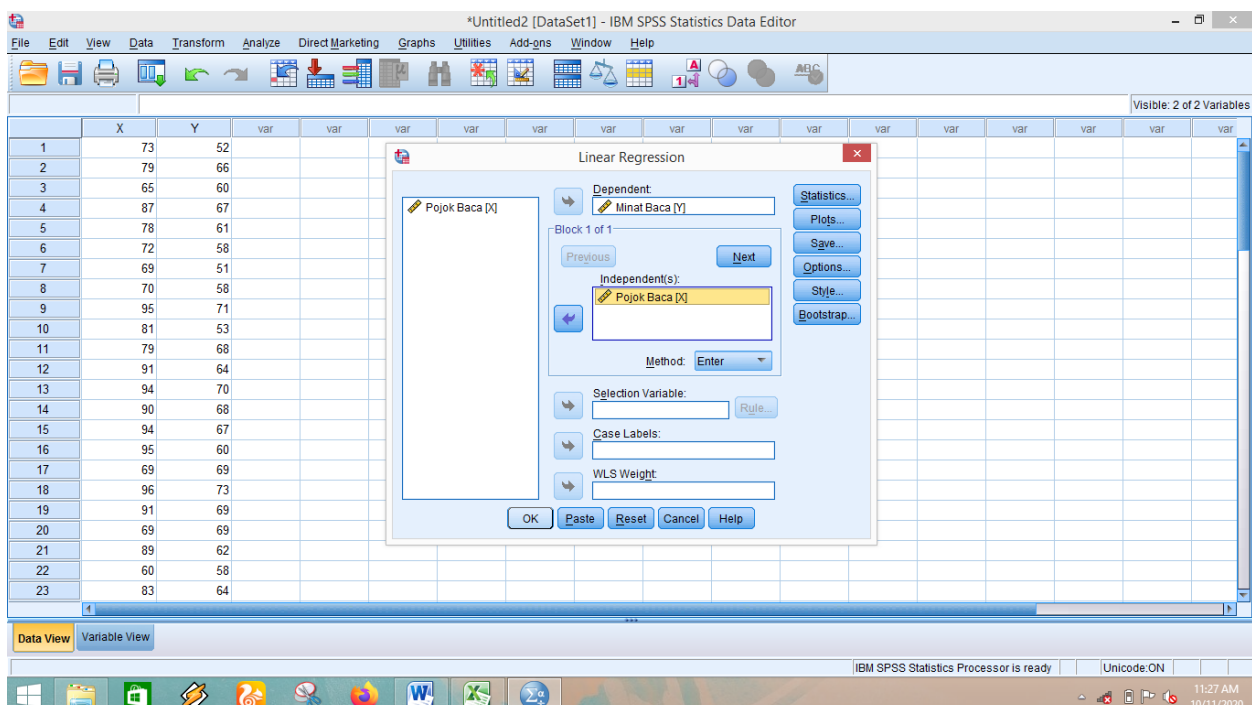 *Untitled2 [DataSet1] - IBM SPSS Statistics Data Editor
File Edit View Data Transform Analyze Direct Marketing Graphs Utilities Add-ons Window Help
Visible: 2 of 2 Variables
X Y var var var var var var var var var var var var var var var
1 73 52
2 79 66
3 65 60
4 87 67
5 78 61
6 72 58
7 69 51
8 70 58
9 95 71
10 81 53
11 79 68
12 91 64
13 94 70
14 90 68
15 94 67
16 95 60
17 69 69
18 96 73
19 91 69
20 69 69
21 89 62
22 60 58
23 83 64
Linear Regression
Pojok Baca [X]
Dependent:
Minat Baca [Y]
Block 1 of 1
Previous Next
Independent(s):
Pojok Baca [X]
Method: Enter
Selection Variable:
Rule...
Case Labels:
WLS Weight:
Statistics...
Plots...
Save...
Options...
Style...
Bootstrap...
OK Paste Reset Cancel Help
Data View Variable View
IBM SPSS Statistics Processor is ready Unicode:ON
11:27 AM
10/11/2020